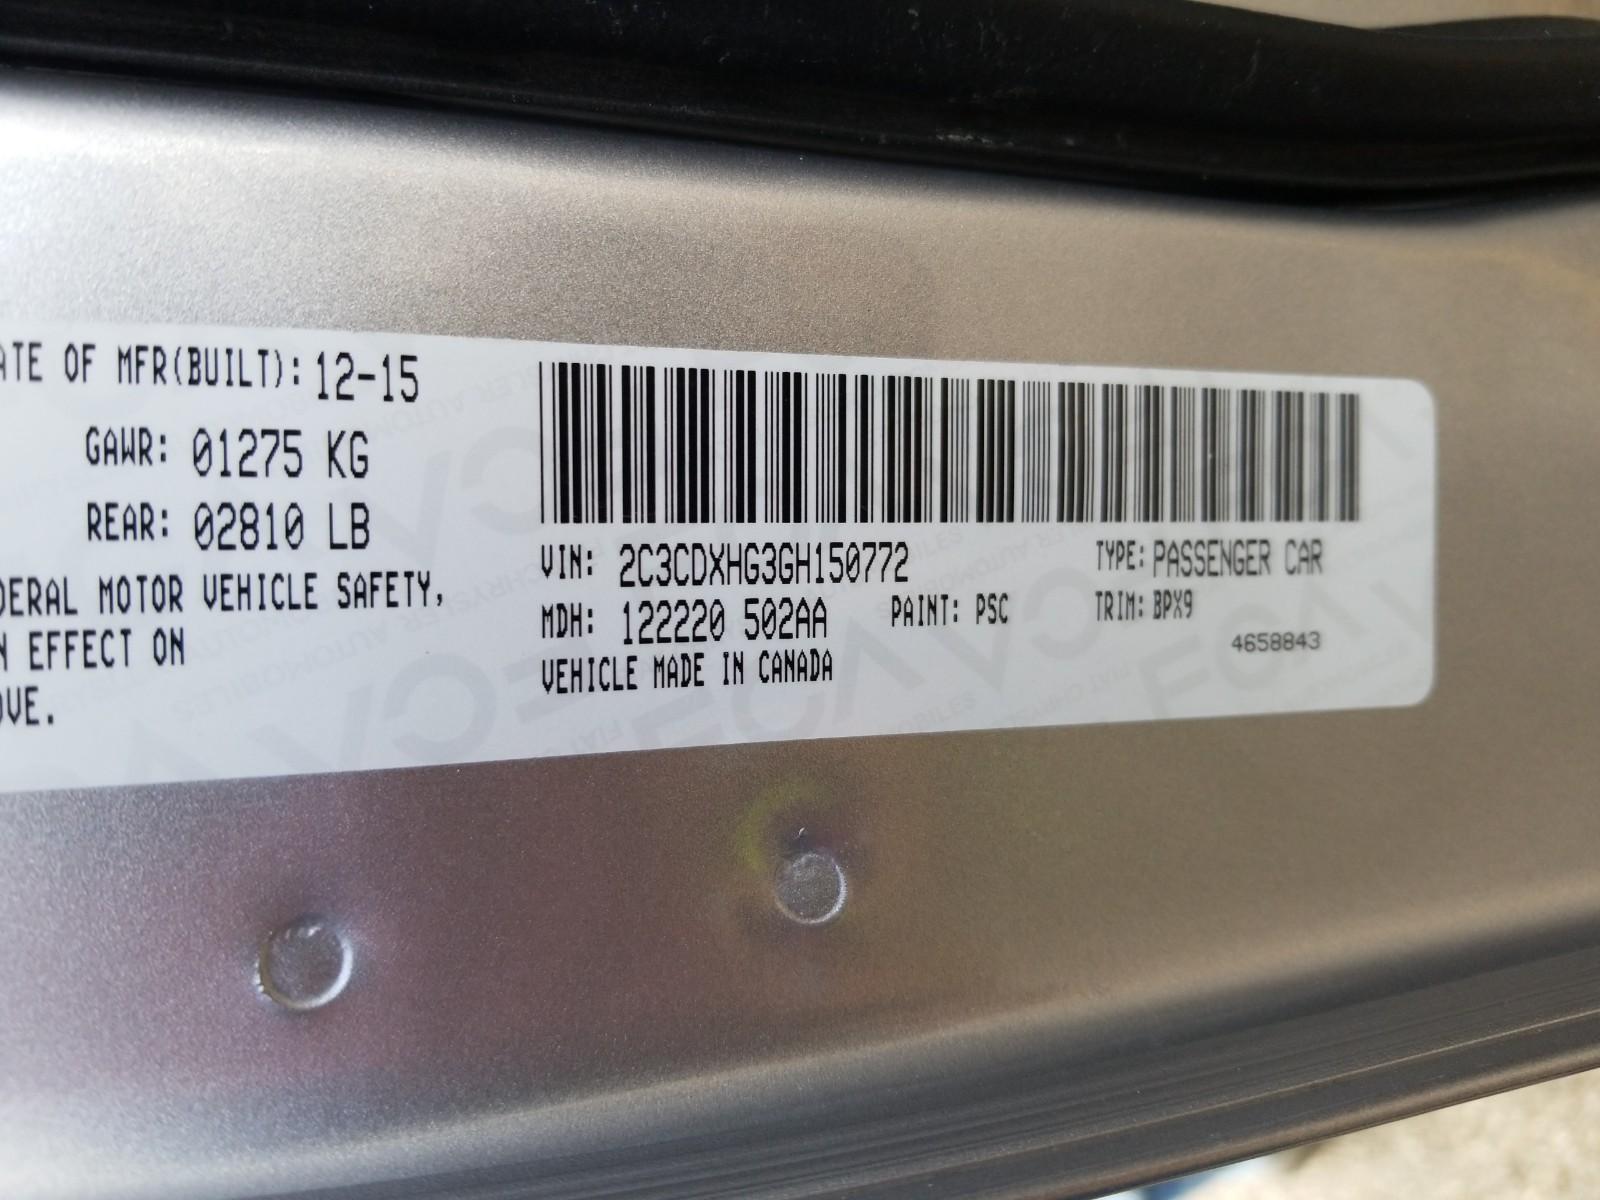 ATE OF MFR(BUILT): 12-15
GAWR: 01275 KG
REAR: 02810 LB
DERAL MOTOR VEHICLE SAFETY,
N EFFECT ON
OVE.
VIN: 2C3CDXHG3GH150772
TYPE: PASSENGER CAR
MDH: 122220 502AA
PAINT: PSC
TRIM: BPX9
VEHICLE MADE IN CANADA
4658843